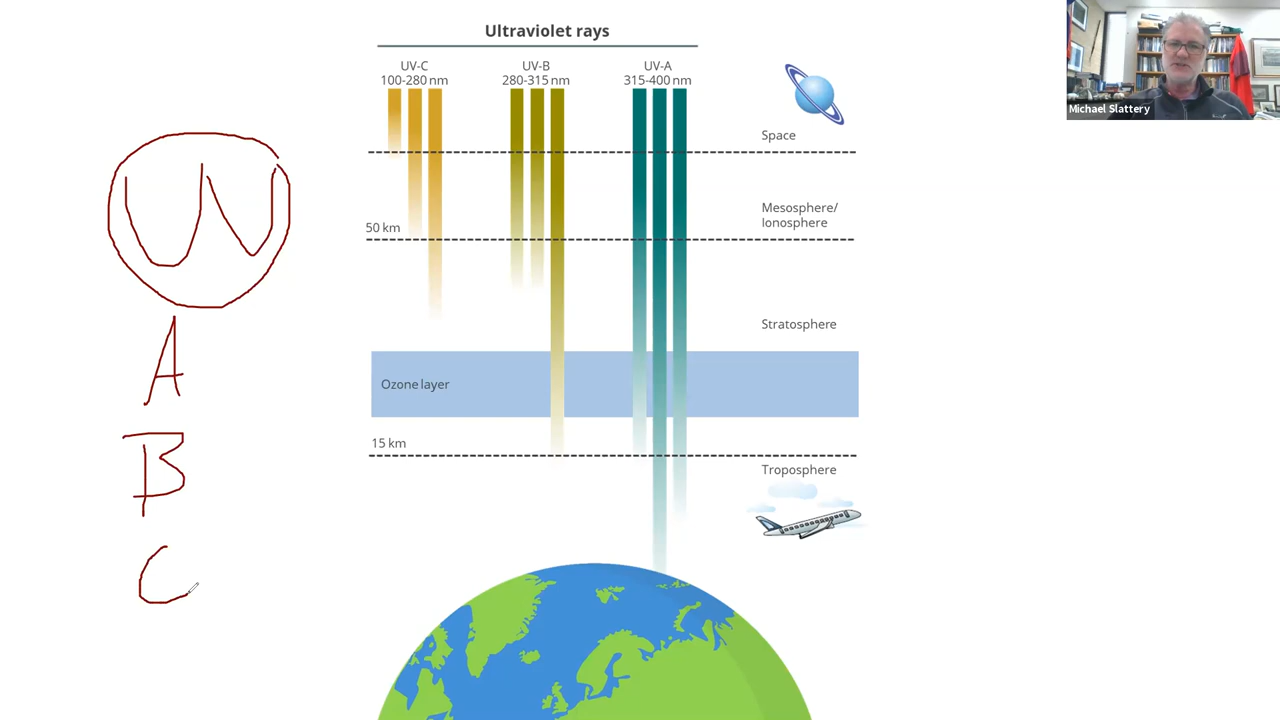 Ultraviolet rays
UV-C
100-280 nm
UV-B
280-315 nm
UV-A
315-400 nm
Michael Slattery
Space
Mesosphere/
Ionosphere
50 km
Stratosphere
Ozone layer
15 km
Troposphere
UV
A
B
C